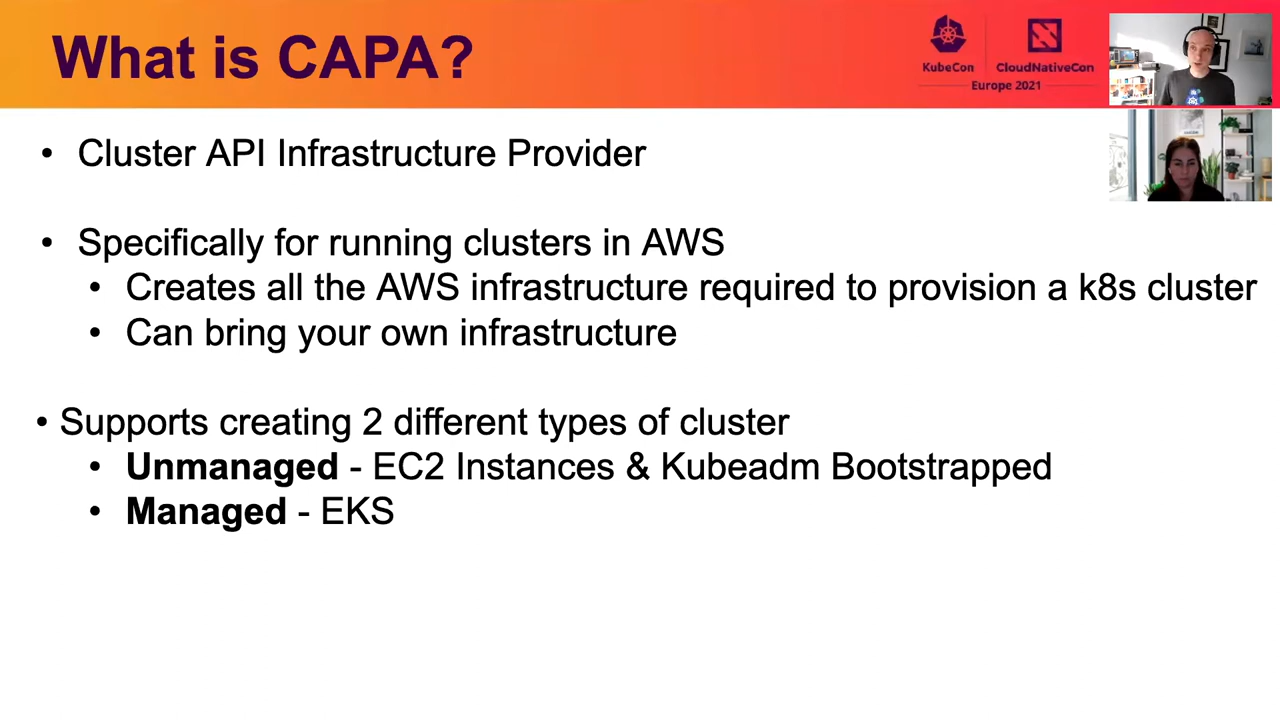 What is CAPA?
KubeCon
CloudNativeCon
Europe 2021
• Cluster API Infrastructure Provider
• Specifically for running clusters in AWS
• Creates all the AWS infrastructure required to provision a k8s cluster
• Can bring your own infrastructure
• Supports creating 2 different types of cluster
• Unmanaged - EC2 Instances & Kubeadm Bootstrapped
• Managed - EKS